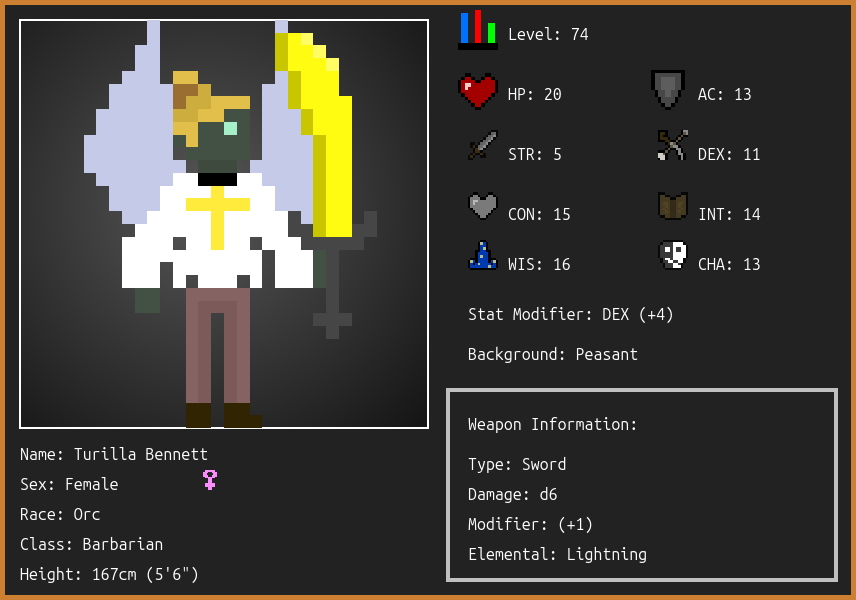 Level: 74
HP: 20
AC: 13
STR: 5
DEX: 11
CON: 15
INT: 14
WIS: 16
CHA: 13
Stat Modifier: DEX (+4)
Background: Peasant
Weapon Information:
Type: Sword
Damage: d6
Modifier: (+1)
Elemental: Lightning
Name: Turilla Bennett
Sex: Female
Race: Orc
Class: Barbarian
Height: 167cm (5'6")